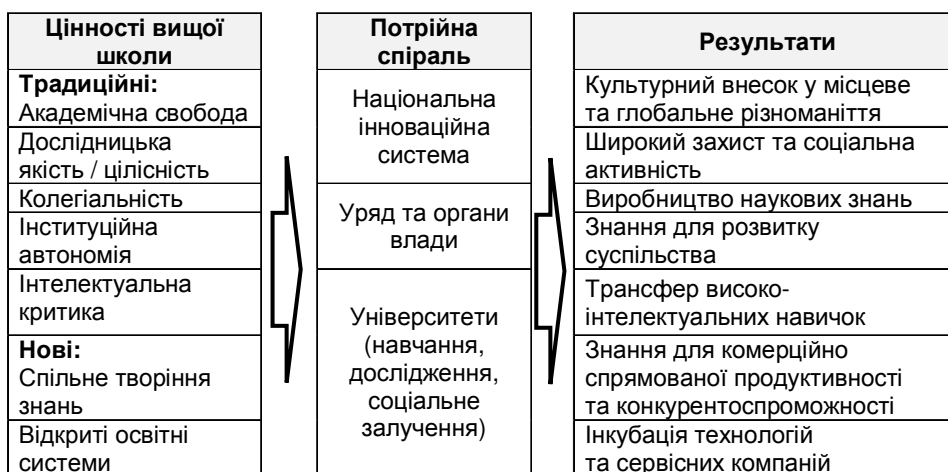 Цінності вищої
школи
Традиційні:
Академічна свобода
Дослідницька
якість / цілісність
Колегіальність
Інституційна
автономія
Інтелектуальна
критика
Нові:
Спільне творіння
знань
Відкриті освітні
системи
Потрійна
спіраль
Національна
інноваційна
система
Уряд та органи
влади
Університети
(навчання,
дослідження,
соціальне
залучення)
Результати
Культурний внесок у місцеве
та глобальне різноманіття
Широкий захист та соціальна
активність
Виробництво наукових знань
Знання для розвитку
суспільства
Трансфер високо-
інтелектуальних навичок
Знання для комерційно
спрямованої продуктивності
та конкурентоспроможності
Інкубація технологій
та сервісних компаній